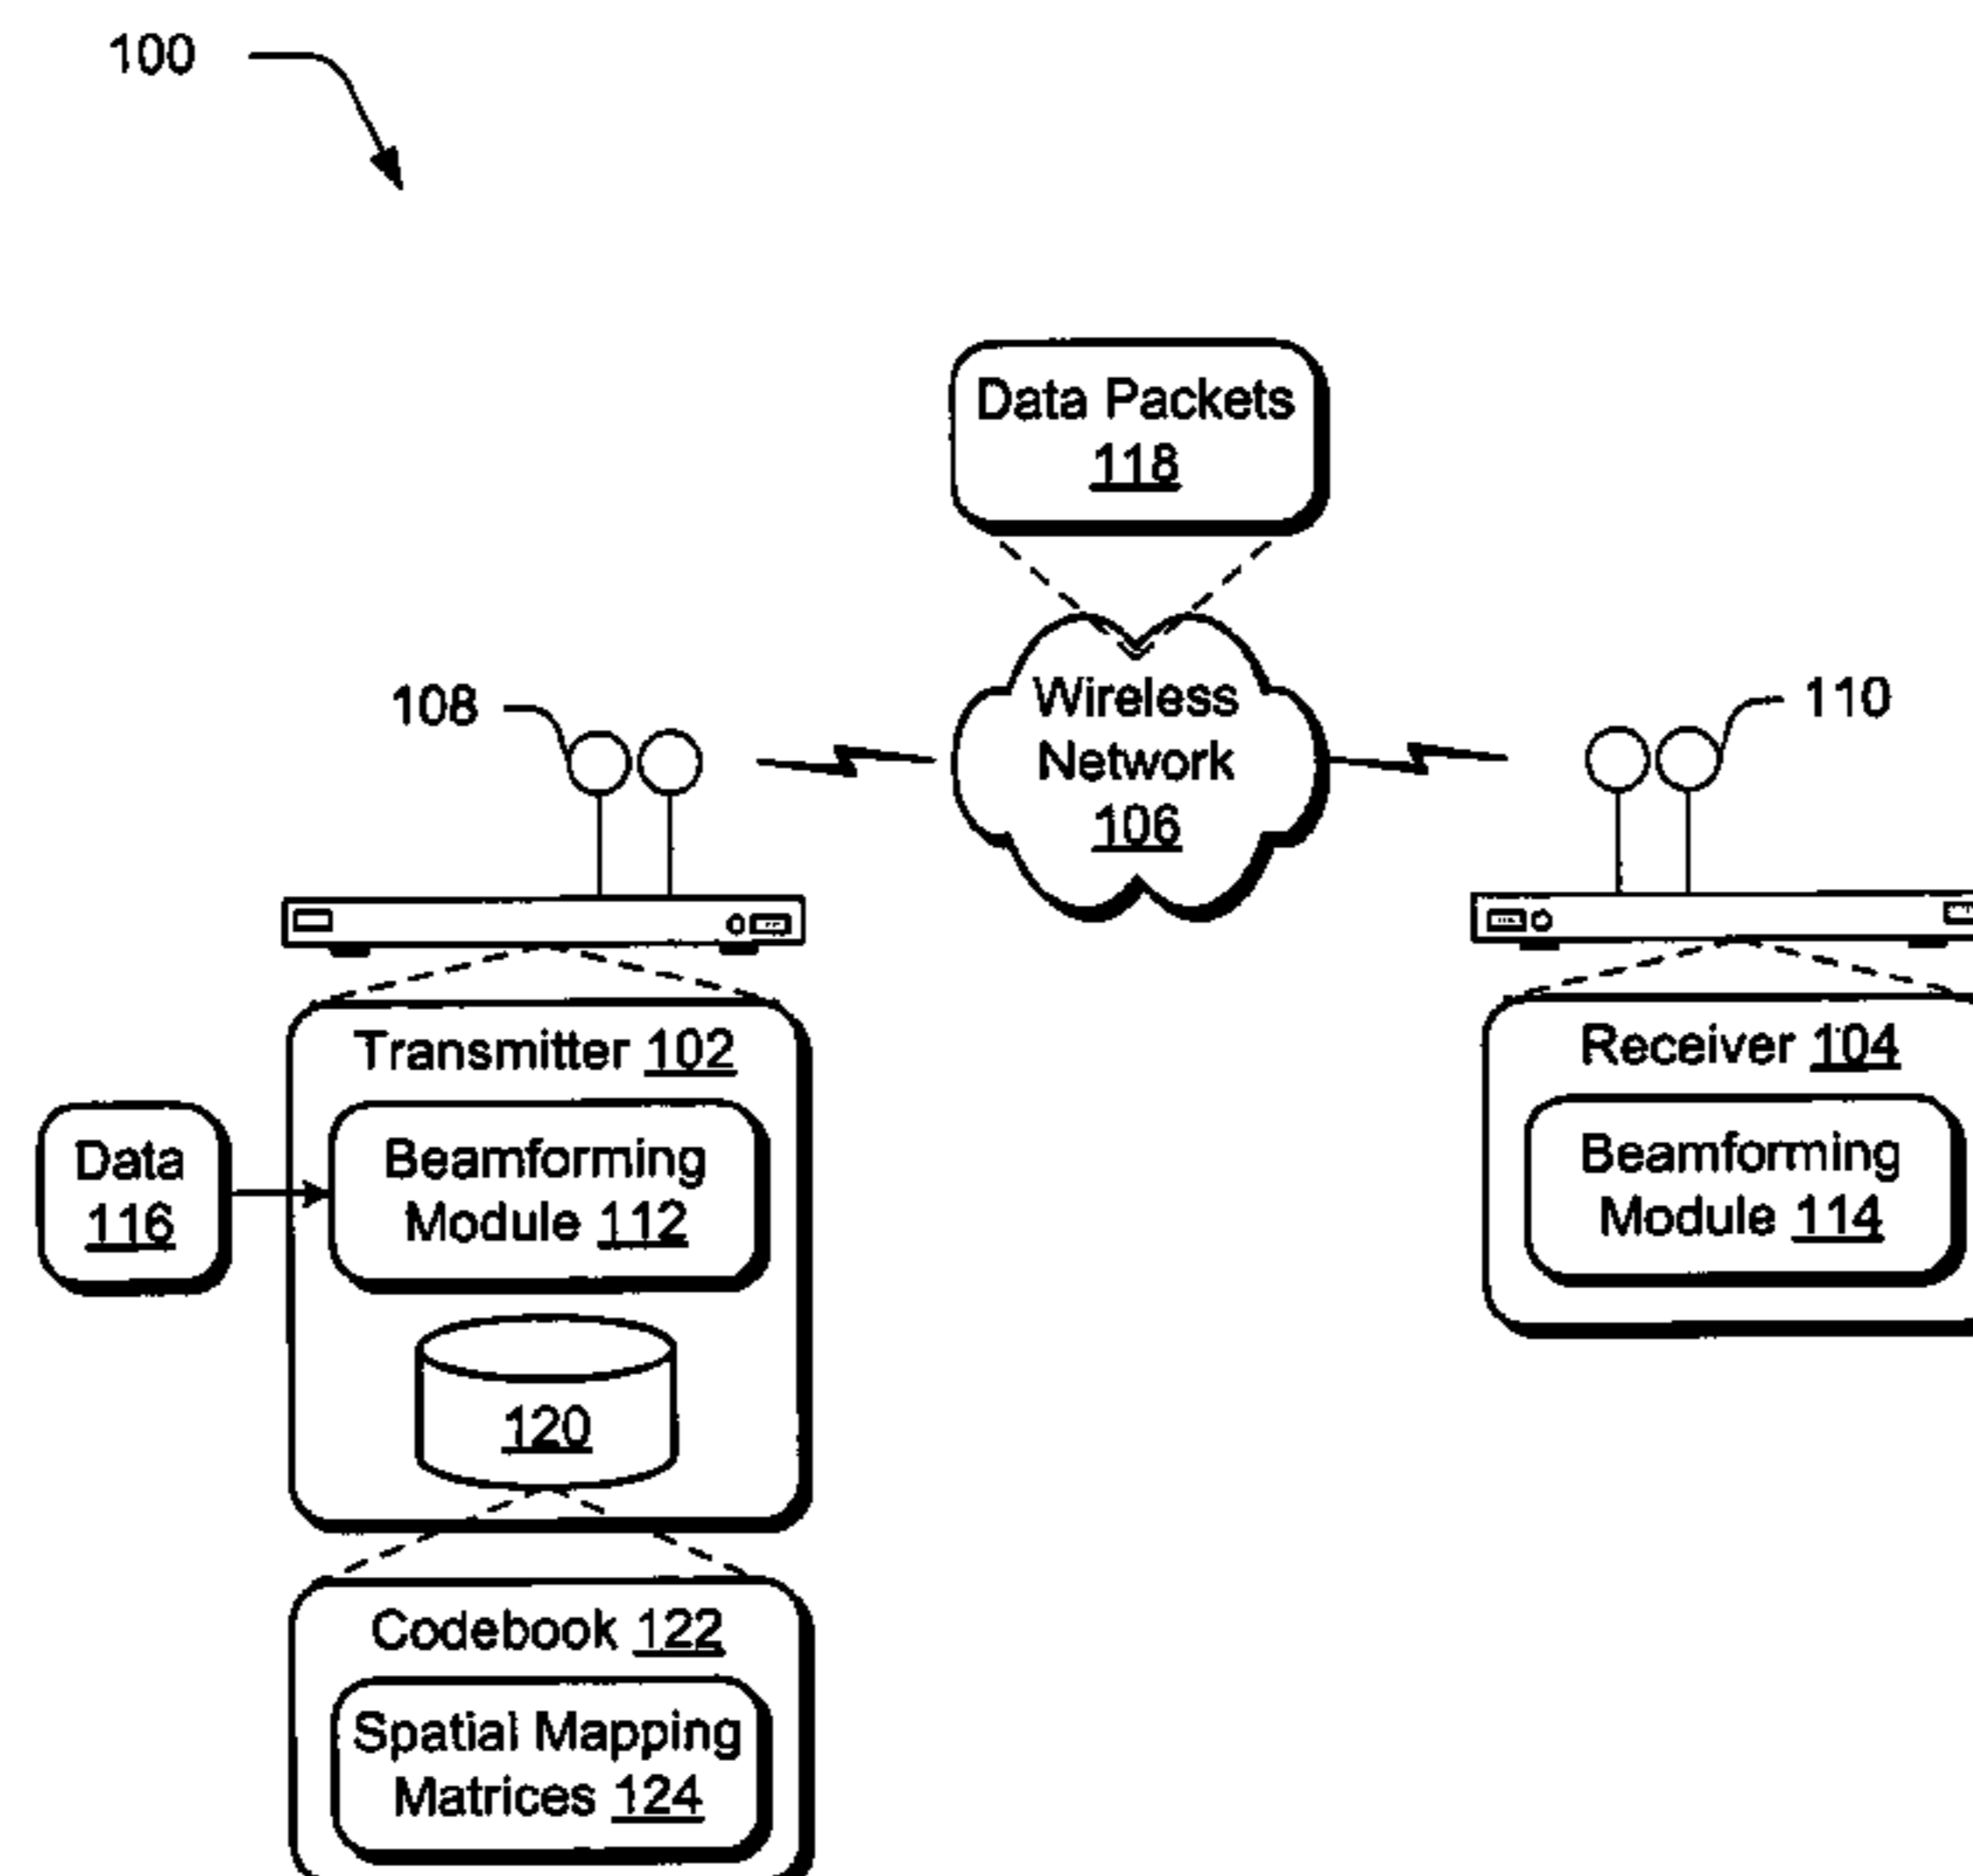 100
Data Packets
118
Wireless
Network
106
108
110
Transmitter 102
Beamforming
Module 112
Data
116
120
Codebook 122
Spatial Mapping
Matrices 124
Receiver 104
Beamforming
Module 114